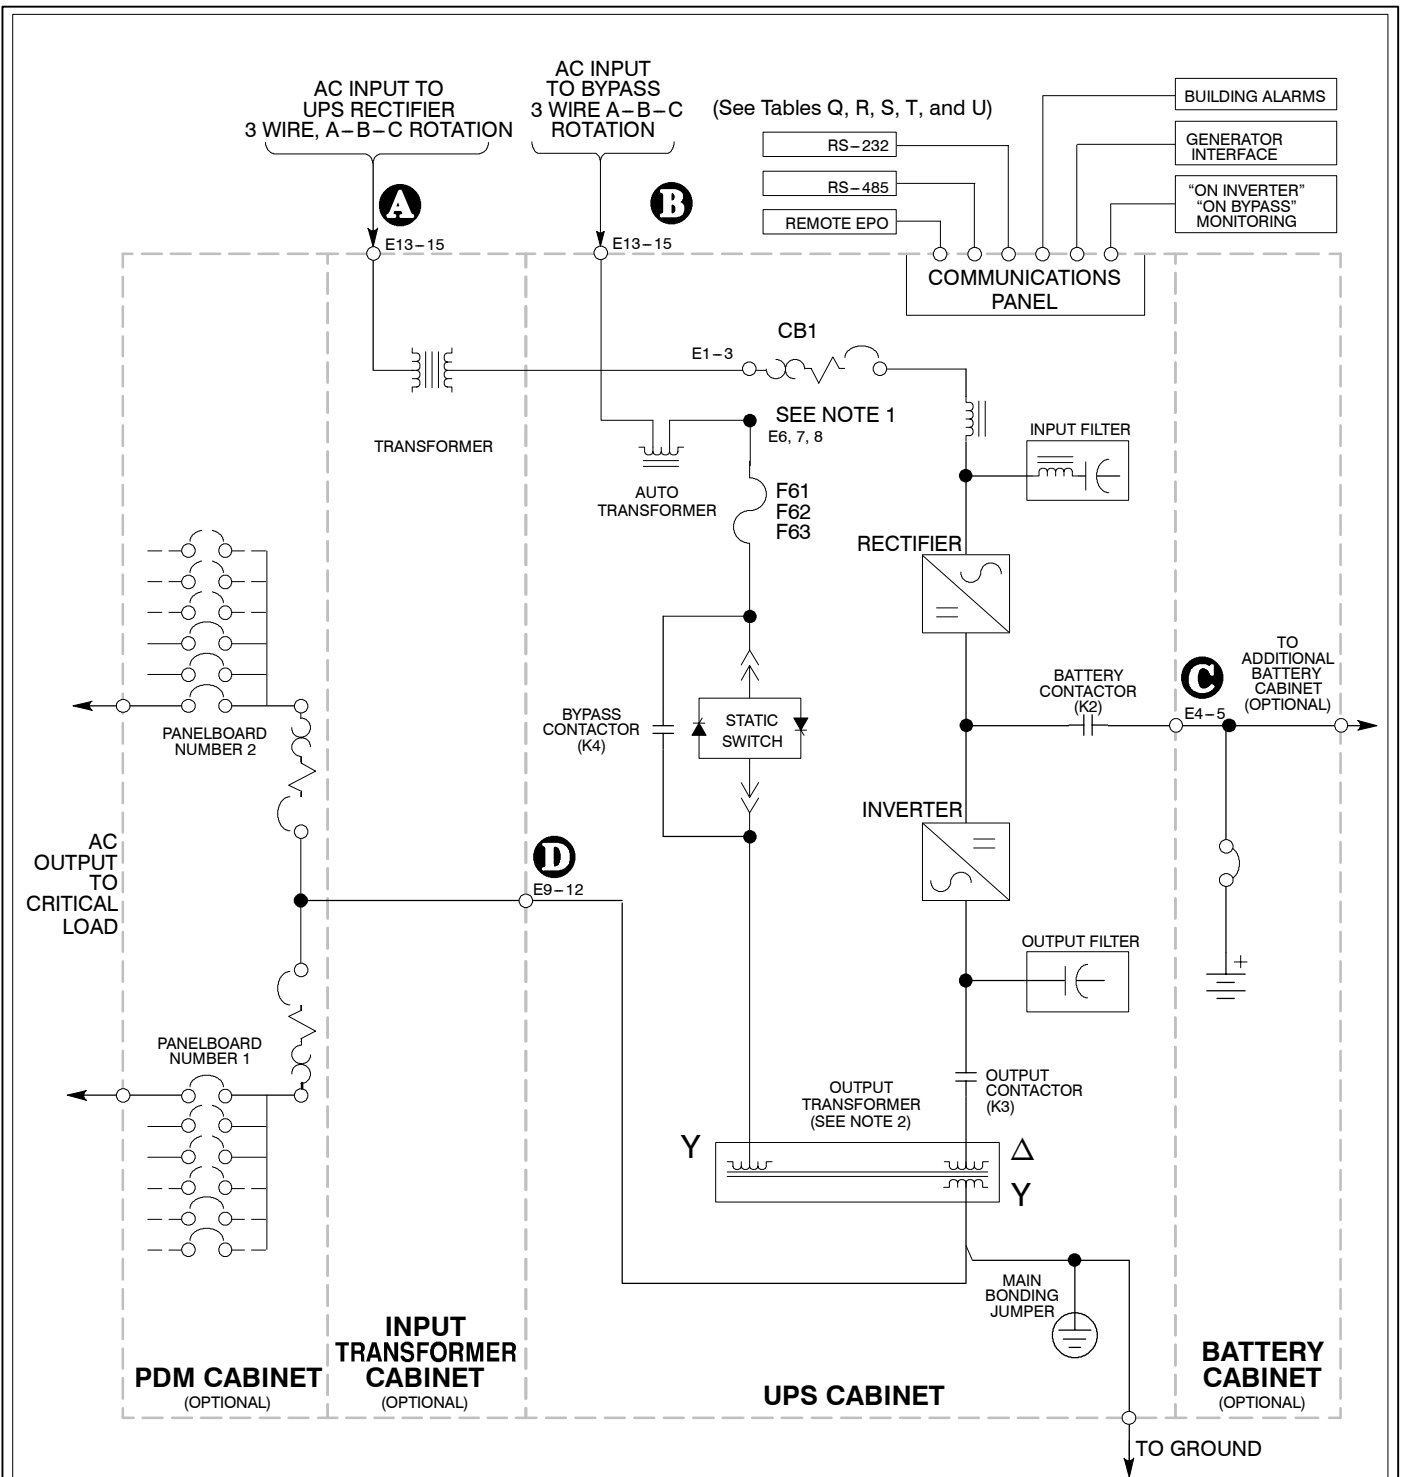 AC INPUT TO
UPS RECTIFIER
3 WIRE, A–B–C ROTATION
AC INPUT
TO BYPASS
3 WIRE A–B–C
ROTATION
(See Tables Q, R, S, T, and U)
RS–232
RS–485
REMOTE EPO
BUILDING ALARMS
GENERATOR
INTERFACE
“ON INVERTER”
“ON BYPASS”
MONITORING
A
B
E13–15
E13–15
COMMUNICATIONS
PANEL
CB1
E1–3
TRANSFORMER
SEE NOTE 1
E6, 7, 8
AUTO
TRANSFORMER
F61
F62
F63
INPUT FILTER
RECTIFIER
BYPASS
CONTACTOR
(K4)
STATIC
SWITCH
BATTERY
CONTACTOR
(K2)
C
E4–5
TO
ADDITIONAL
BATTERY
CABINET
(OPTIONAL)
PANELBOARD
NUMBER 2
INVERTER
AC
OUTPUT
TO
CRITICAL
LOAD
D
E9–12
+
OUTPUT FILTER
PANELBOARD
NUMBER 1
OUTPUT
TRANSFORMER
(SEE NOTE 2)
OUTPUT
CONTACTOR
(K3)
Y
Δ
Y
MAIN
BONDING
JUMPER
PDM CABINET
(OPTIONAL)
INPUT
TRANSFORMER
CABINET
(OPTIONAL)
UPS CABINET
BATTERY
CABINET
(OPTIONAL)
TO GROUND